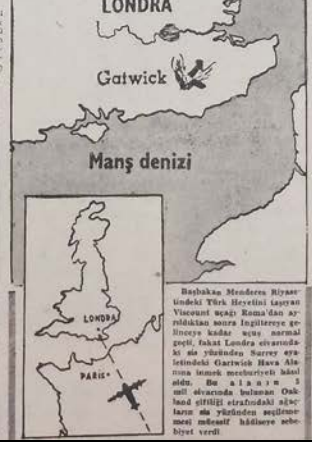 LONDRA
Gatwick
Manş denizi
LONDRA
PARİS
Başbakan Menderes Riyase-
tindeki Türk Heyetini taşıyan
Viscount uçağı Roma'dan ay-
rıldıktan sonra İngiltereye ge-
linceye kadar uçuş normal
geçti, fakat Londra civarında-
ki sis yüzünden Surrey eya-
letindeki Gartwick Hava Ala-
nına inmek mecburiyeti hâsıl
oldu. Bu alanın 5
mil civarında bulunan Oak-
land çiftliği etrafındaki ağaç-
ların sis yüzünden seçileme-
mesi müessif hâdiseye sebe-
biyet verdi